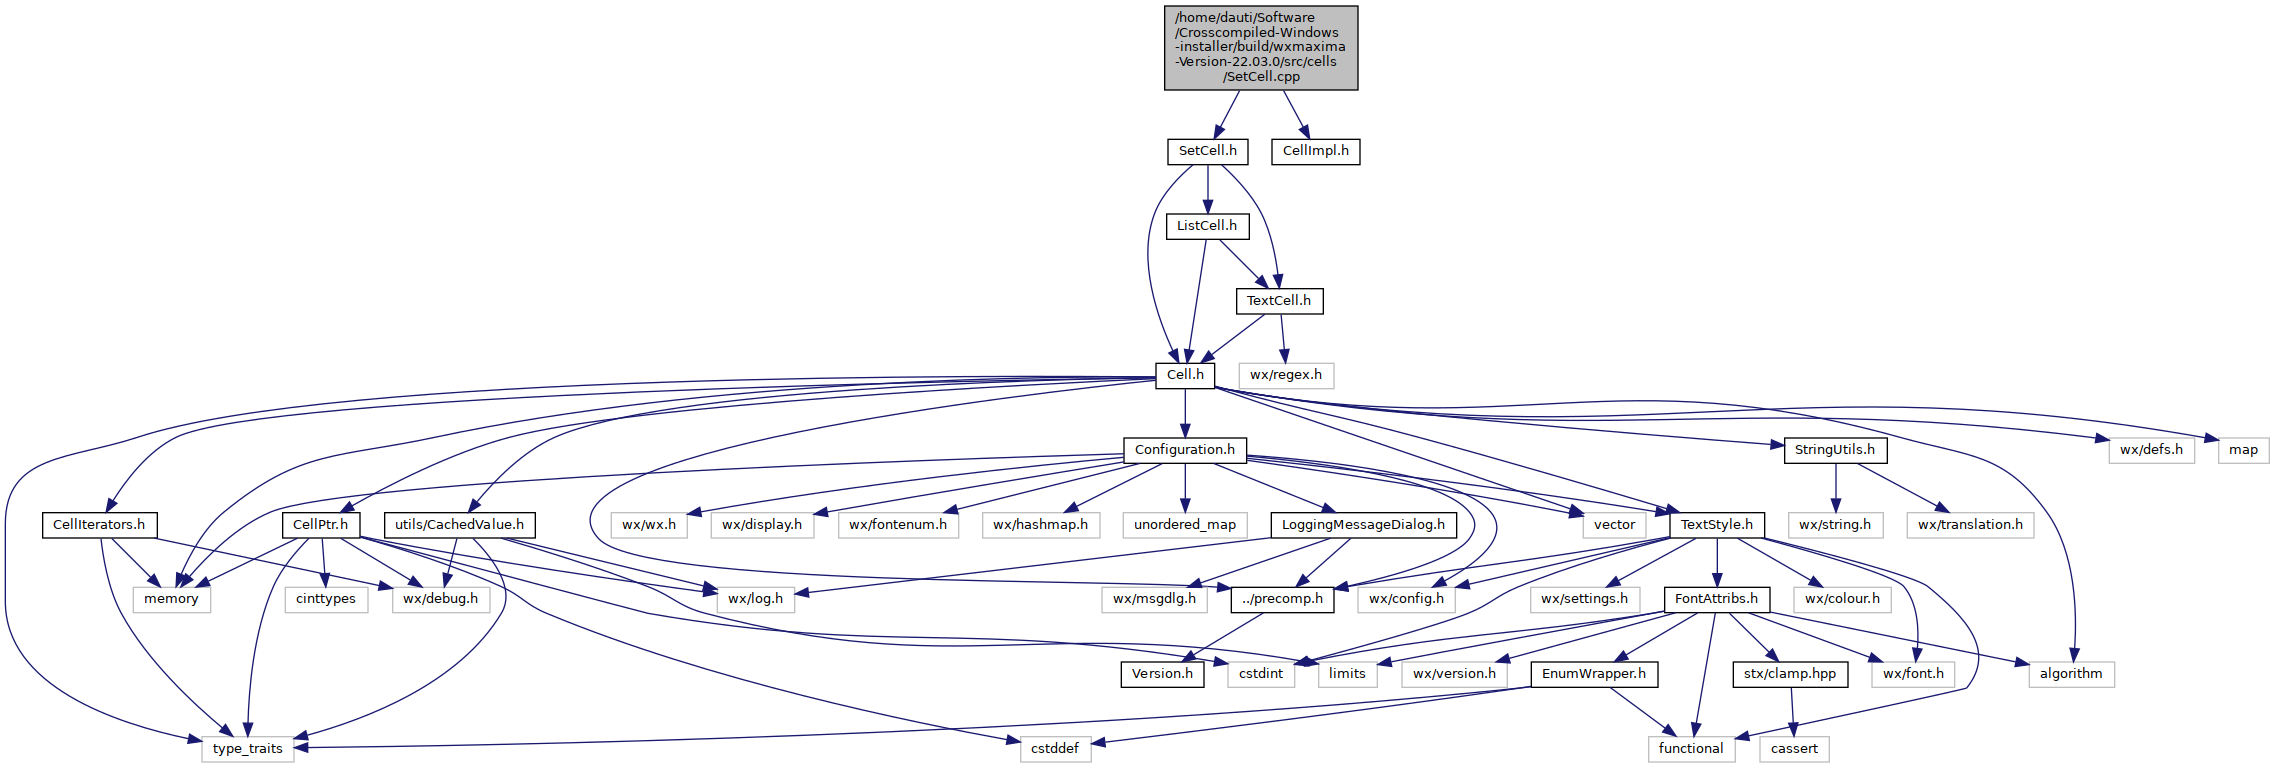 /home/dauti/Software
/Crosscompiled-Windows
-installer/build/wxmaxima
-Version-22.03.0/src/cells
/SetCell.cpp
SetCell.h
CellImpl.h
ListCell.h
TextCell.h
Cell.h
wx/regex.h
Configuration.h
StringUtils.h
wx/defs.h
map
CellIterators.h
CellPtr.h
utils/CachedValue.h
wx/wx.h
wx/display.h
wx/fontenum.h
wx/hashmap.h
unordered_map
LoggingMessageDialog.h
vector
TextStyle.h
wx/string.h
wx/translation.h
memory
cinttypes
wx/debug.h
wx/log.h
wx/msgdlg.h
../precomp.h
wx/config.h
wx/settings.h
FontAttribs.h
wx/colour.h
Version.h
cstdint
limits
wx/version.h
EnumWrapper.h
stx/clamp.hpp
wx/font.h
algorithm
type_traits
cstddef
functional
cassert